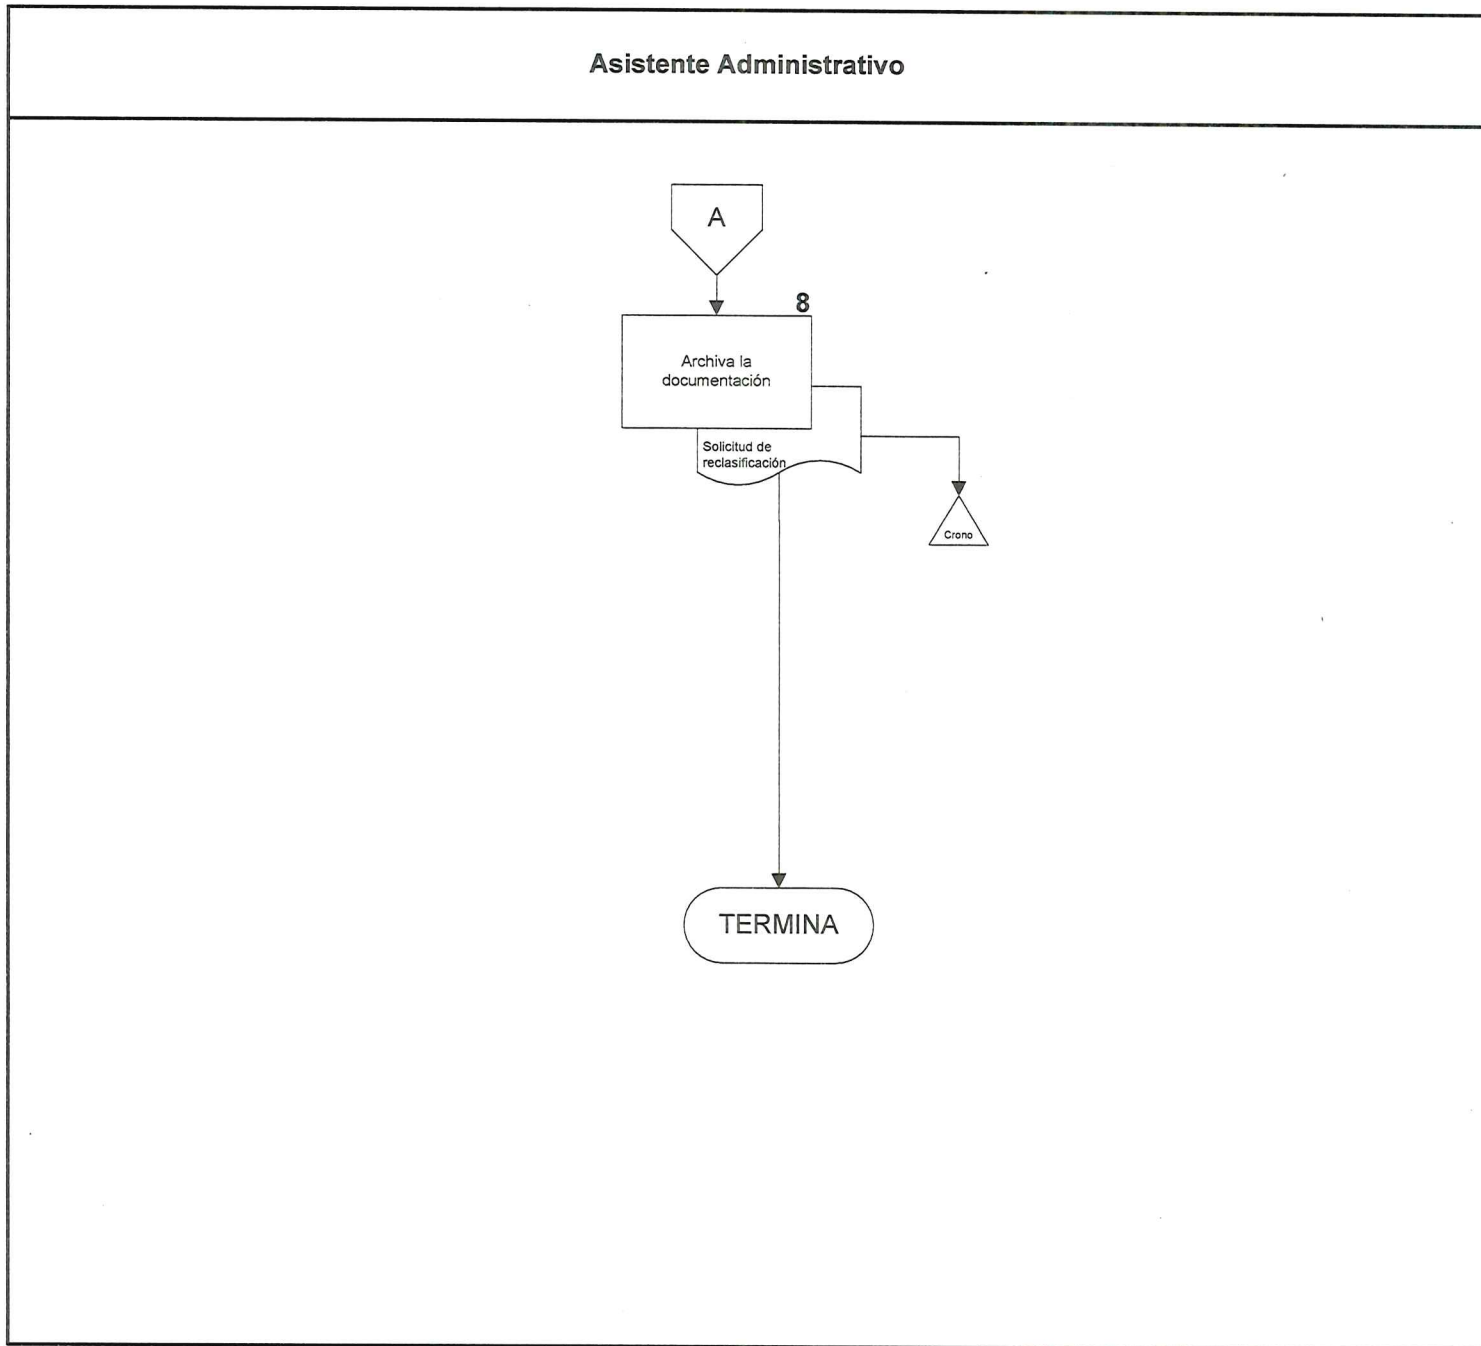 Asistente Administrativo
A
8
Archiva la
documentación
Solicitud de
reclasificación
Crono
TERMINA